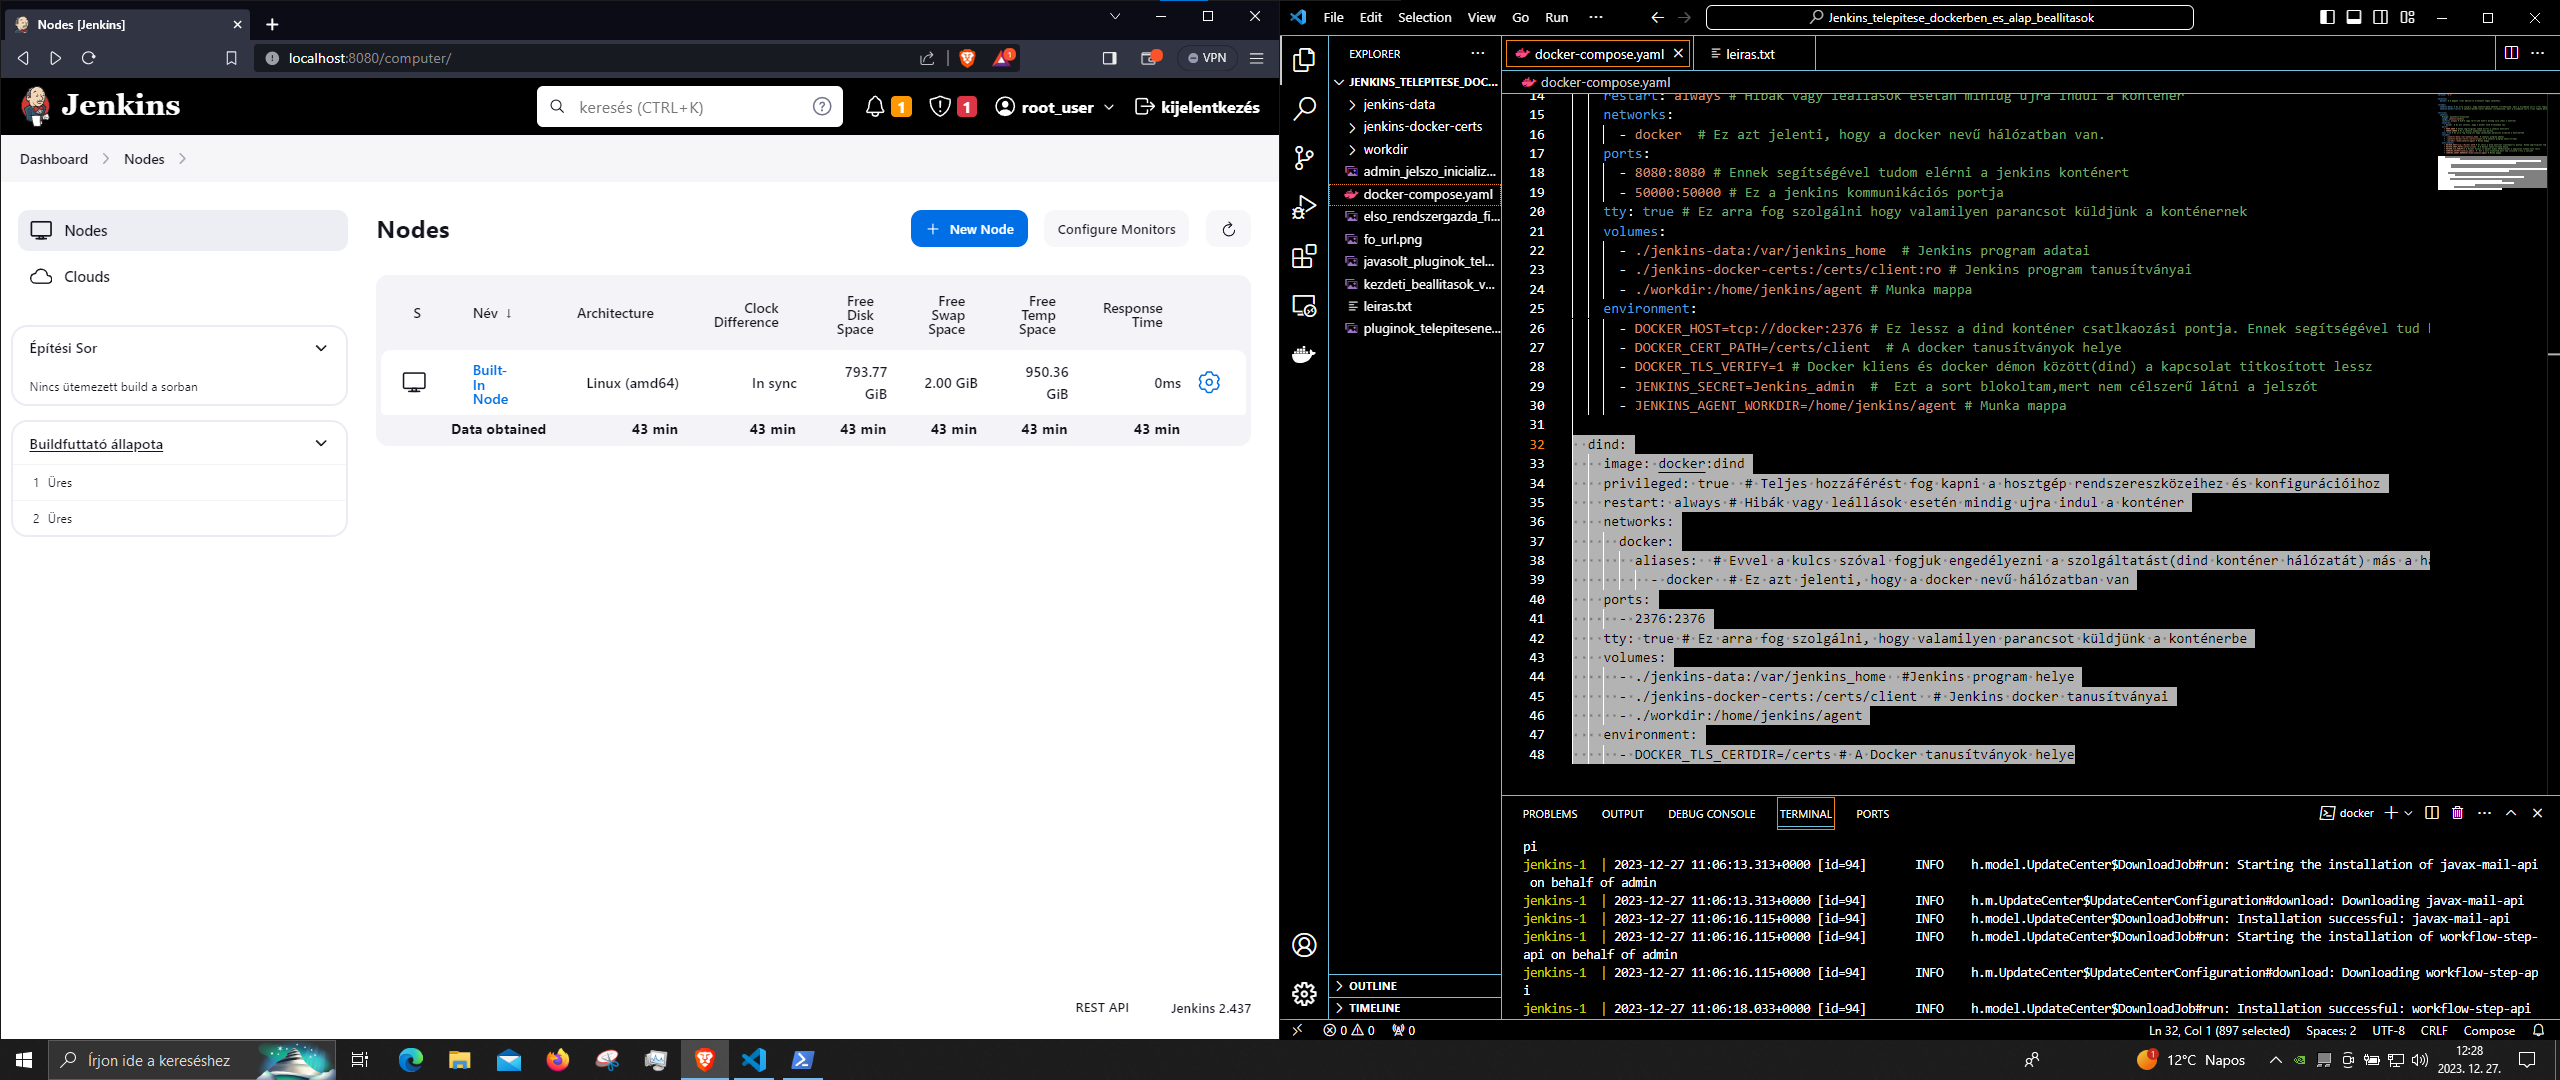 Nodes [Jenkins]
localhost:8080/computer/
1
VPN
Jenkins
keresés (CTRL+K)
1
1
root_user
kijelentkezés
Dashboard
Nodes
Nodes
Clouds
Építési Sor
Nincs ütemezett build a sorban
Buildfuttató állapota
1 Üres
2 Üres
Nodes
New Node
Configure Monitors
S
Név ↓
Architecture
Clock Difference
Free Disk Space
Free Swap Space
Free Temp Space
Response Time
Built-In Node
Linux (amd64)
In sync
793.77 GiB
2.00 GiB
950.36 GiB
0ms
Data obtained
43 min
43 min
43 min
43 min
43 min
43 min
REST API
Jenkins 2.437
File Edit Selection View Go Run ···
Jenkins_telepitese_dockerben_es_alap_beallitasok
EXPLORER
JENKINS_TELEPITESE_DOC...
jenkins-data
jenkins-docker-certs
workdir
admin_jelszo_inicializ...
docker-compose.yaml
elso_rendszergazda_fi...
fo_url.png
javasolt_pluginok_tel...
kezdeti_beallitasok_v...
leiras.txt
pluginok_telepitesene...
OUTLINE
TIMELINE
docker-compose.yaml
leiras.txt
docker-compose.yaml
14 restart: always # Hibák vagy leállások esetén mindig ujra indul a konténer
15 networks:
16 - docker # Ez azt jelenti, hogy a docker nevű hálózatban van.
17 ports:
18 - 8080:8080 # Ennek segítségével tudom elérni a jenkins konténert
19 - 50000:50000 # Ez a jenkins kommunikációs portja
20 tty: true # Ez arra fog szolgálni hogy valamilyen parancsot küldjünk a konténernek
21 volumes:
22 - ./jenkins-data:/var/jenkins_home # Jenkins program adatai
23 - ./jenkins-docker-certs:/certs/client:ro # Jenkins program tanusítványai
24 - ./workdir:/home/jenkins/agent # Munka mappa
25 environment:
26 - DOCKER_HOST=tcp://docker:2376 # Ez lessz a dind konténer csatlkaozási pontja. Ennek segítségével tud
27 - DOCKER_CERT_PATH=/certs/client # A docker tanusítványok helye
28 - DOCKER_TLS_VERIFY=1 # Docker kliens és docker démon között(dind) a kapcsolat titkosított lessz
29 - JENKINS_SECRET=Jenkins_admin # Ezt a sort blokoltam,mert nem célszerű látni a jelszót
30 - JENKINS_AGENT_WORKDIR=/home/jenkins/agent # Munka mappa
31
32 dind:
33 image: docker:dind
34 privileged: true # Teljes hozzáférést fog kapni a hosztgép rendszereszközeihez és konfigurációihoz
35 restart: always # Hibák vagy leállások esetén mindig ujra indul a konténer
36 networks:
37 docker:
38 aliases: # Evvel a kulcs szóval fogjuk engedélyezni a szolgáltatást(dind konténer hálózatát) más a
39 - docker # Ez azt jelenti, hogy a docker nevű hálózatban van
40 ports:
41 - 2376:2376
42 tty: true # Ez arra fog szolgálni, hogy valamilyen parancsot küldjünk a konténerbe
43 volumes:
44 - ./jenkins-data:/var/jenkins_home #Jenkins program helye
45 - ./jenkins-docker-certs:/certs/client # Jenkins docker tanusítványai
46 - ./workdir:/home/jenkins/agent
47 environment:
48 - DOCKER_TLS_CERTDIR=/certs # A Docker tanusítványok helye
PROBLEMS OUTPUT DEBUG CONSOLE TERMINAL PORTS
docker
pi
jenkins-1 | 2023-12-27 11:06:13.313+0000 [id=94] INFO h.model.UpdateCenter$DownloadJob#run: Starting the installation of javax-mail-api
on behalf of admin
jenkins-1 | 2023-12-27 11:06:13.313+0000 [id=94] INFO h.m.UpdateCenter$UpdateCenterConfiguration#download: Downloading javax-mail-api
jenkins-1 | 2023-12-27 11:06:16.115+0000 [id=94] INFO h.model.UpdateCenter$DownloadJob#run: Installation successful: javax-mail-api
jenkins-1 | 2023-12-27 11:06:16.115+0000 [id=94] INFO h.model.UpdateCenter$DownloadJob#run: Starting the installation of workflow-step-
api on behalf of admin
jenkins-1 | 2023-12-27 11:06:16.115+0000 [id=94] INFO h.m.UpdateCenter$UpdateCenterConfiguration#download: Downloading workflow-step-ap
i
jenkins-1 | 2023-12-27 11:06:18.033+0000 [id=94] INFO h.model.UpdateCenter$DownloadJob#run: Installation successful: workflow-step-api
0 0 0
Ln 32, Col 1 (897 selected) Spaces: 2 UTF-8 CRLF Compose
Írjon ide a kereséshez
1
12°C Napos
12:28
2023. 12. 27.